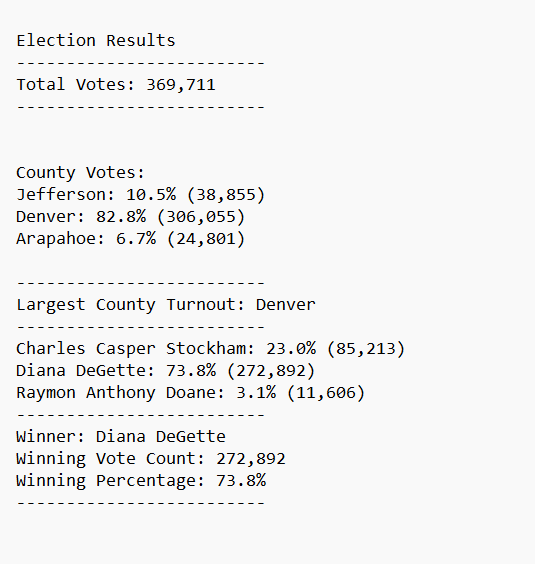 Election Results
-------------------------
Total Votes: 369,711
-------------------------
County Votes:
Jefferson: 10.5% (38,855)
Denver: 82.8% (306,055)
Arapahoe: 6.7% (24,801)
-------------------------
Largest County Turnout: Denver
-------------------------
Charles Casper Stockham: 23.0% (85,213)
Diana DeGette: 73.8% (272,892)
Raymon Anthony Doane: 3.1% (11,606)
-------------------------
Winner: Diana DeGette
Winning Vote Count: 272,892
Winning Percentage: 73.8%
-------------------------